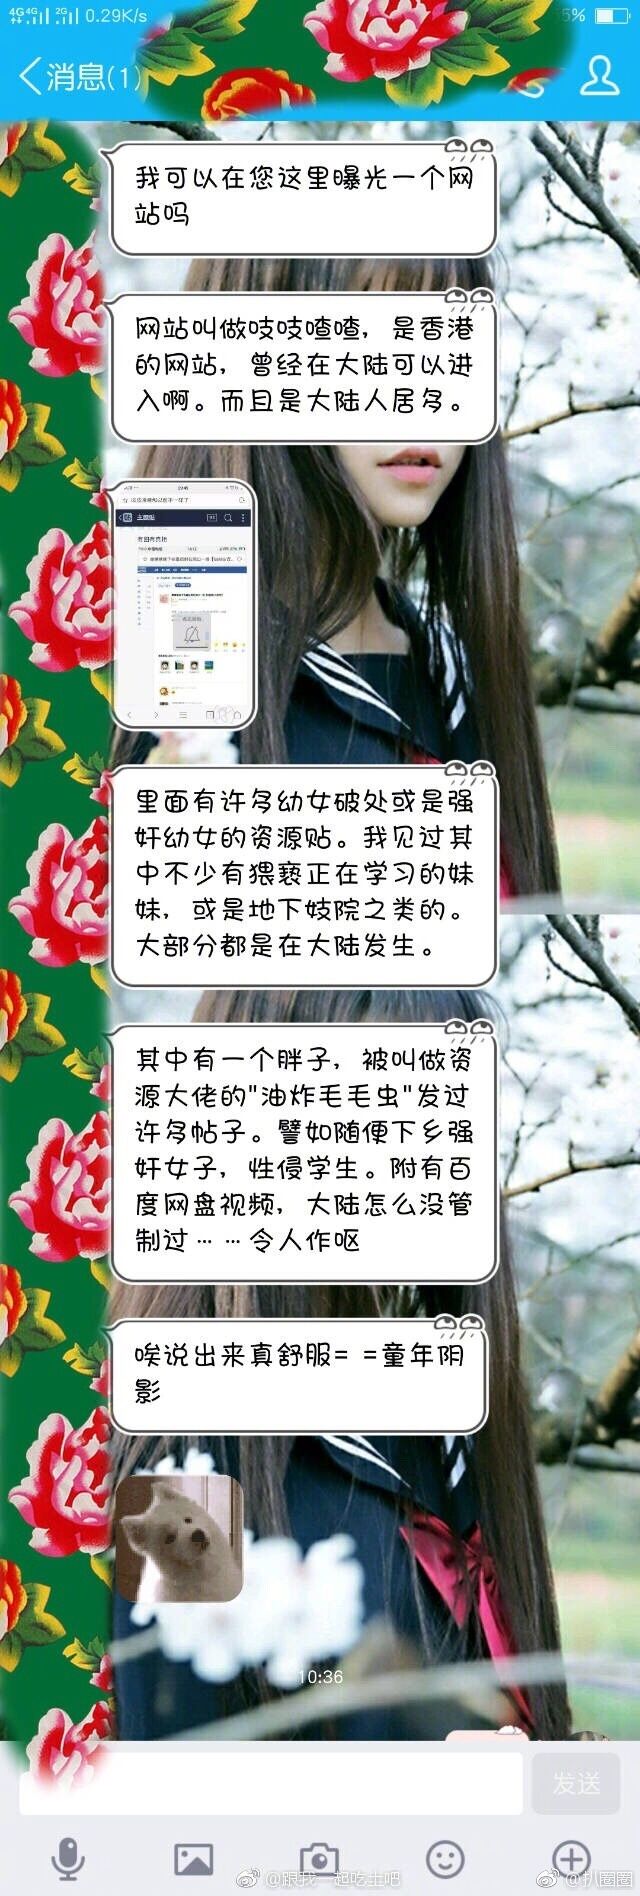 4G 4G 2G 0.29K/s 5%
消息(1)
我可以在您这里曝光一个网
站吗
网站叫做吱吱喳喳，是香港
的网站，曾经在大陆可以进
入啊。而且是大陆人居多。
主题贴
里面有许多幼女破处或是强
奸幼女的资源贴。我见过其
中不少有猥亵正在学习的妹
妹，或是地下妓院之类的。
大部分都是在大陆发生。
其中有一个胖子，被叫做资
源大佬的"油炸毛毛虫"发过
许多帖子。譬如随便下乡强
奸女子，性侵学生。附有百
度网盘视频，大陆怎么没管
制过……令人作呕
唉说出来真舒服= =童年阴
影
10:36
发送
@跟我一起吃土吧
@扒圈圈